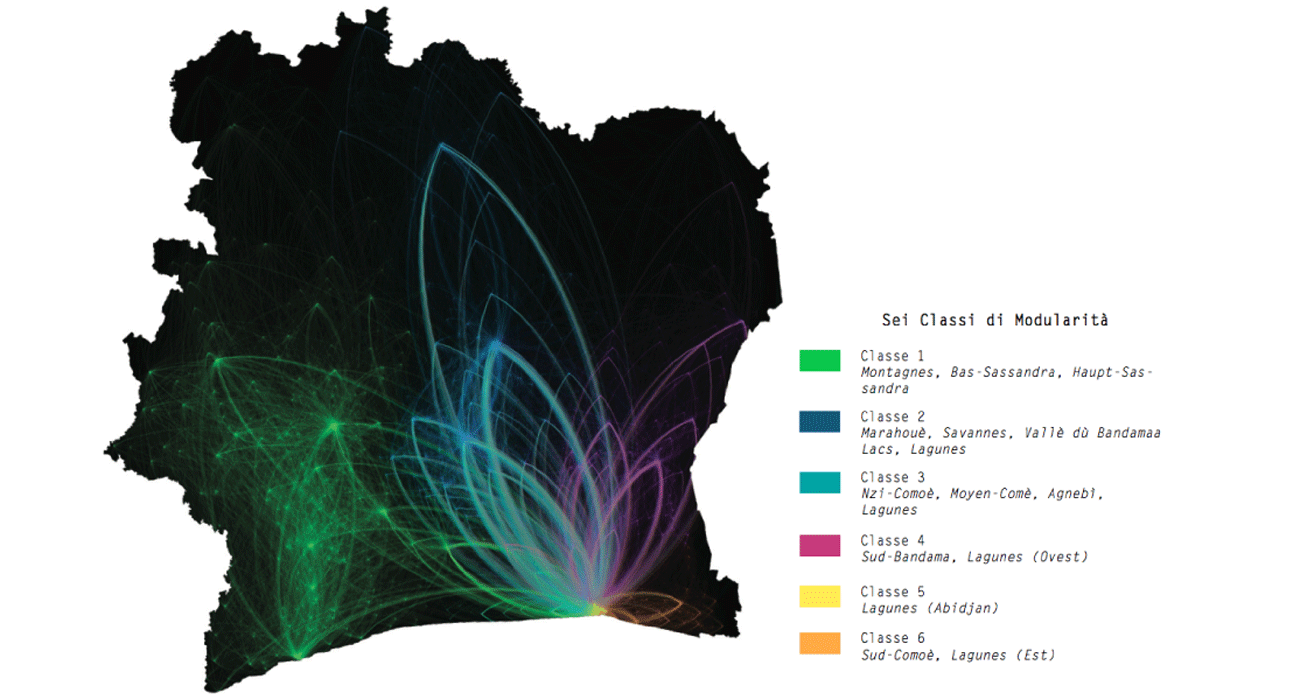 Sei Classi di Modularità
Classe 1
Montagnes, Bas-Sassandra, Haupt-Sas-
sandra
Classe 2
Marahouè, Savannes, Vallè dù Bandamaa
Lacs, Lagunes
Classe 3
Nzi-Comoè, Moyen-Comè, Agnebì,
Lagunes
Classe 4
Sud-Bandama, Lagunes (Ovest)
Classe 5
Lagunes (Abidjan)
Classe 6
Sud-Comoè, Lagunes (Est)